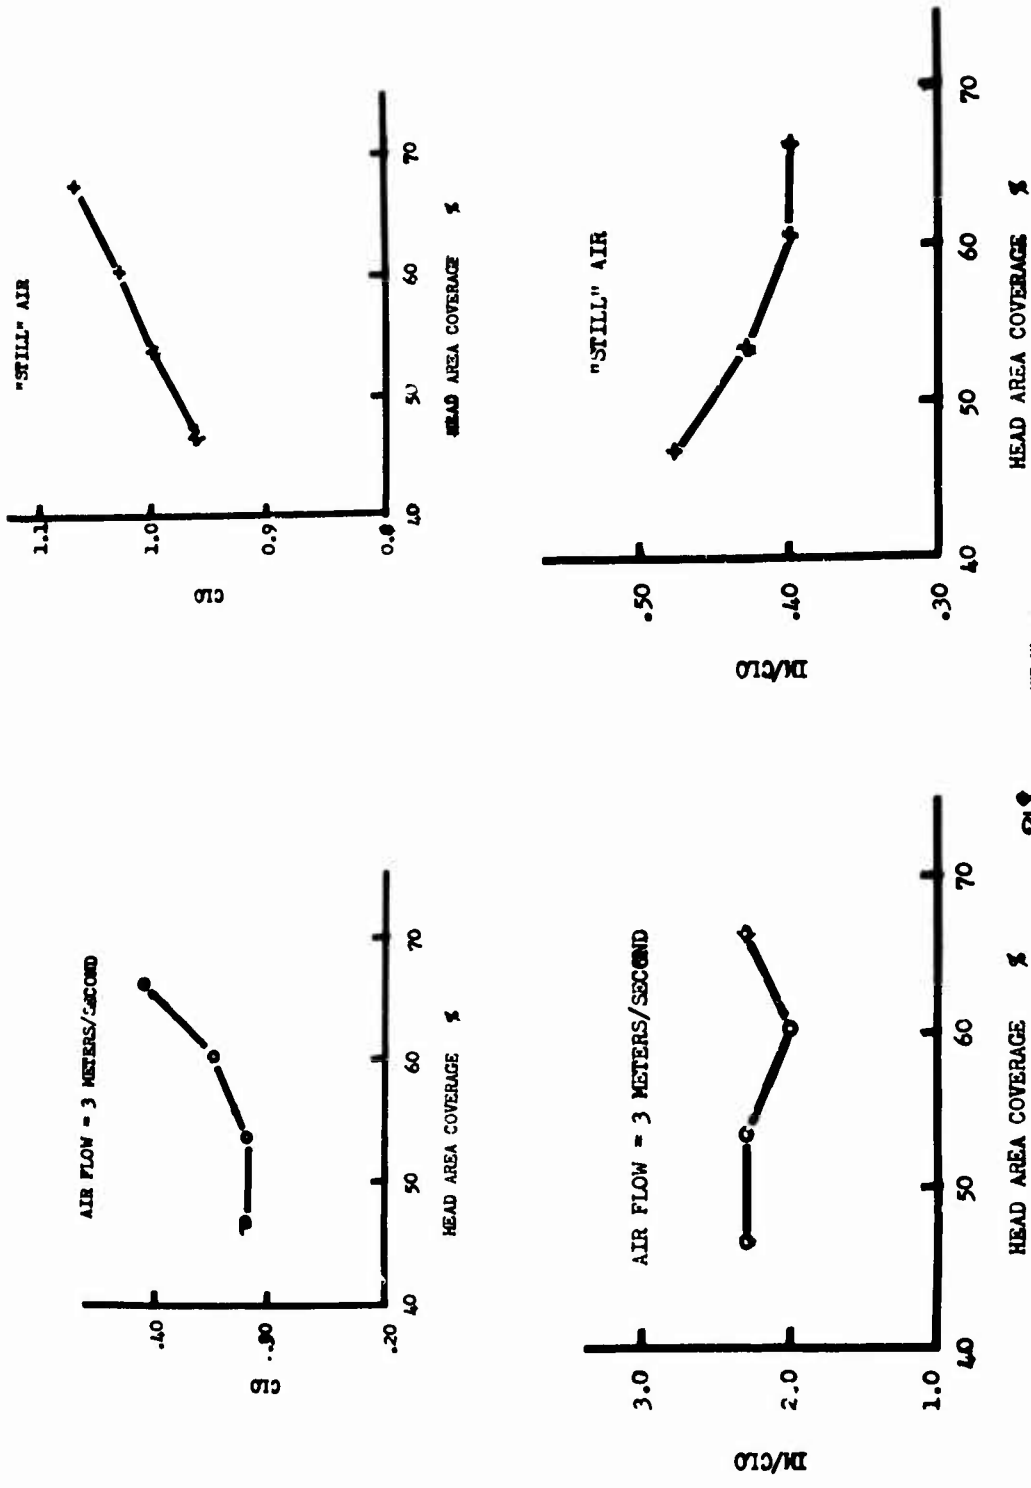 AIR FLOW = 3 METERS/SECOND
CLO
.40
.30
.20
40
50
60
70
HEAD AREA COVERAGE %
"STILL" AIR
CLO
1.1
1.0
0.9
0.8
40
50
60
70
HEAD AREA COVERAGE %
AIR FLOW = 3 METERS/SECOND
IM/CLO
3.0
2.0
1.0
40
50
60
70
HEAD AREA COVERAGE %
"STILL" AIR
IM/CLO
.50
.40
.30
40
50
60
70
HEAD AREA COVERAGE %